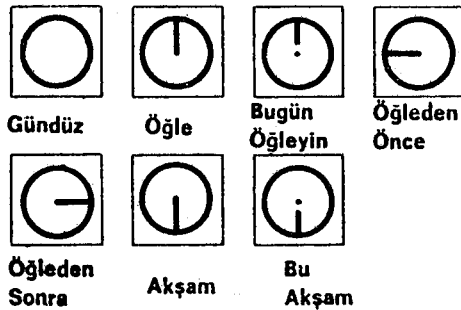 Gündüz
Öğle
Bugün
Öğleyin
Öğleden
Önce
Öğleden
Sonra
Akşam
Bu
Akşam